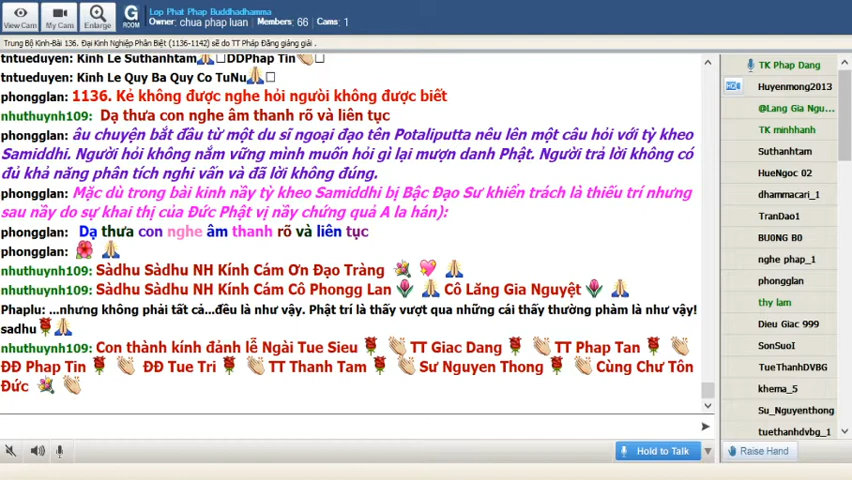 Lop Phat Phap Buddhadhamma
Owner: chua phap luan Members: 66 Cams: 1
View Cam
My Cam
Enlarge
G
ROOM
Trung Bộ Kinh-Bài 136. Đại Kinh Nghiệp Phân Biệt (1136-1142) sẽ do TT Pháp Đăng giảng giải .
tntueduyen: Kinh Le Suthanhtam DDPhap Tin
tntueduyen: Kinh Le Quy Ba Quy Co TuNu
phongglan: 1136. Kẻ không được nghe hỏi người không được biết
nhuthuynh109: Dạ thưa con nghe âm thanh rõ và liên tục
phongglan: âu chuyện bắt đầu từ một du sĩ ngoại đạo tên Potaliputta nêu lên một câu hỏi với tỳ kheo
Samiddhi. Người hỏi không nắm vững mình muốn hỏi gì lại mượn danh Phật. Người trả lời không có
đủ khả năng phân tích nghi vấn và đã lời không đúng.
phongglan: Mặc dù trong bài kinh nầy tỳ kheo Samiddhi bị Bậc Đạo Sư khiển trách là thiếu trí nhưng
sau nầy do sự khai thị của Đức Phật vị nầy chứng quả A la hán):
phongglan: Dạ thưa con nghe âm thanh rõ và liên tục
phongglan:
nhuthuynh109: Sàdhu Sàdhu NH Kính Cám Ơn Đạo Tràng
nhuthuynh109: Sàdhu Sàdhu NH Kính Cám Cô Phongg Lan Cô Lăng Gia Nguyệt
Phaplu: ...nhưng không phải tất cả...đều là như vậy. Phật trí là thấy vượt qua những cái thấy thường phàm là như vậy!
sadhu
nhuthuynh109: Con thành kính đảnh lễ Ngài Tue Sieu TT Giac Dang TT Phap Tan
ĐĐ Phap Tin ĐĐ Tue Tri TT Thanh Tam Sư Nguyen Thong Cùng Chư Tôn
Đức
Hold to Talk
TK Phap Dang
Huyenmong2013
@Lang Gia Ngu...
TK minhhanh
Suthanhtam
HueNgoc 02
dhammacari_1
TranDao1
BU0NG B0
nghe phap_1
phongglan
thy lam
Dieu Giac 999
SonSuoI
TueThanhDVBG
khema_5
Su_Nguyenthong
tuethanhdvbg_1
Raise Hand